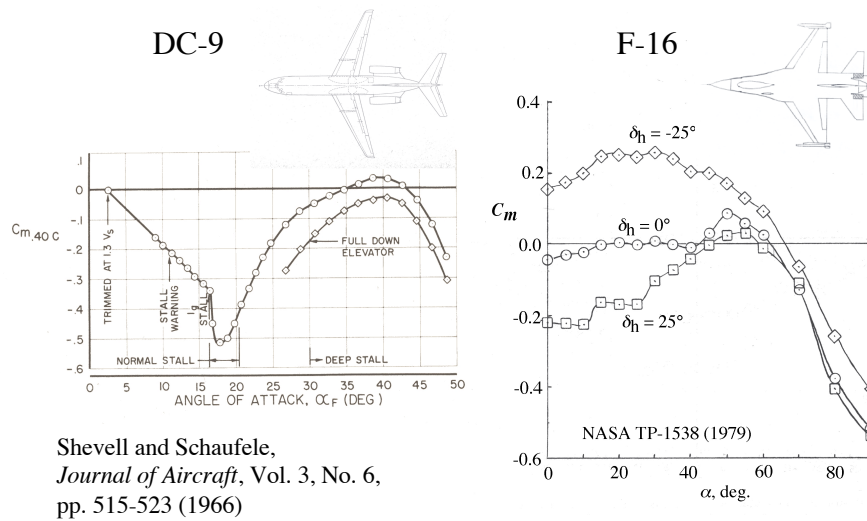 DC-9
F-16
.1
0
-.1
-.2
-.3
-.4
-.5
-.6
Cm.40 C
TRIMMED AT 1.3 VS
STALL
WARNING
1g
STALL
FULL DOWN
ELEVATOR
NORMAL STALL
DEEP STALL
0 5 10 15 20 25 30 35 40 45 50
ANGLE OF ATTACK, αF (DEG)
Shevell and Schaufele,
Journal of Aircraft, Vol. 3, No. 6,
pp. 515-523 (1966)
0.4
0.2
0.0
-0.2
-0.4
-0.6
Cm
δh = -25°
δh = 0°
δh = 25°
NASA TP-1538 (1979)
0 20 40 60 80
α, deg.